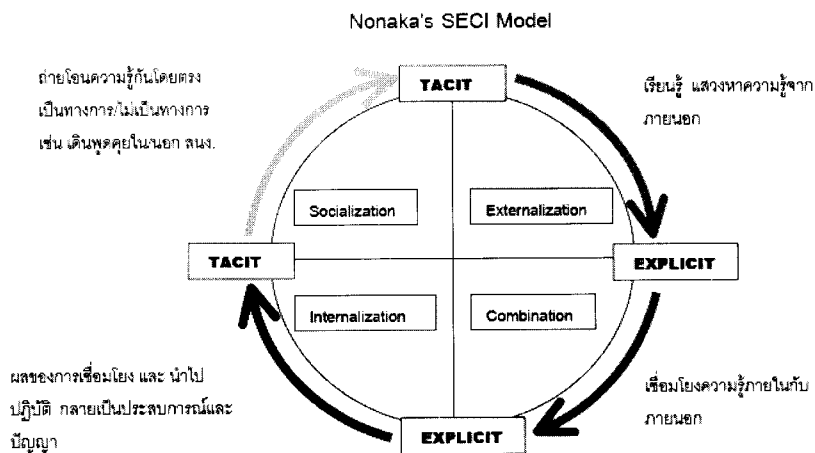 Nonaka's SECI Model
ถ่ายโอนความรู้กันโดยตรง
เป็นทางการ/ไม่เป็นทางการ
เช่น เดินพูดคุยใน/นอก สนง.
TACIT
เรียนรู้ แสวงหาความรู้จาก
ภายนอก
Socialization
Externalization
TACIT
EXPLICIT
Internalization
Combination
ผลของการเชื่อมโยง และ นำไป
ปฏิบัติ กลายเป็นประสบการณ์และ
ปัญญา
เชื่อมโยงความรู้ภายในกับ
ภายนอก
EXPLICIT